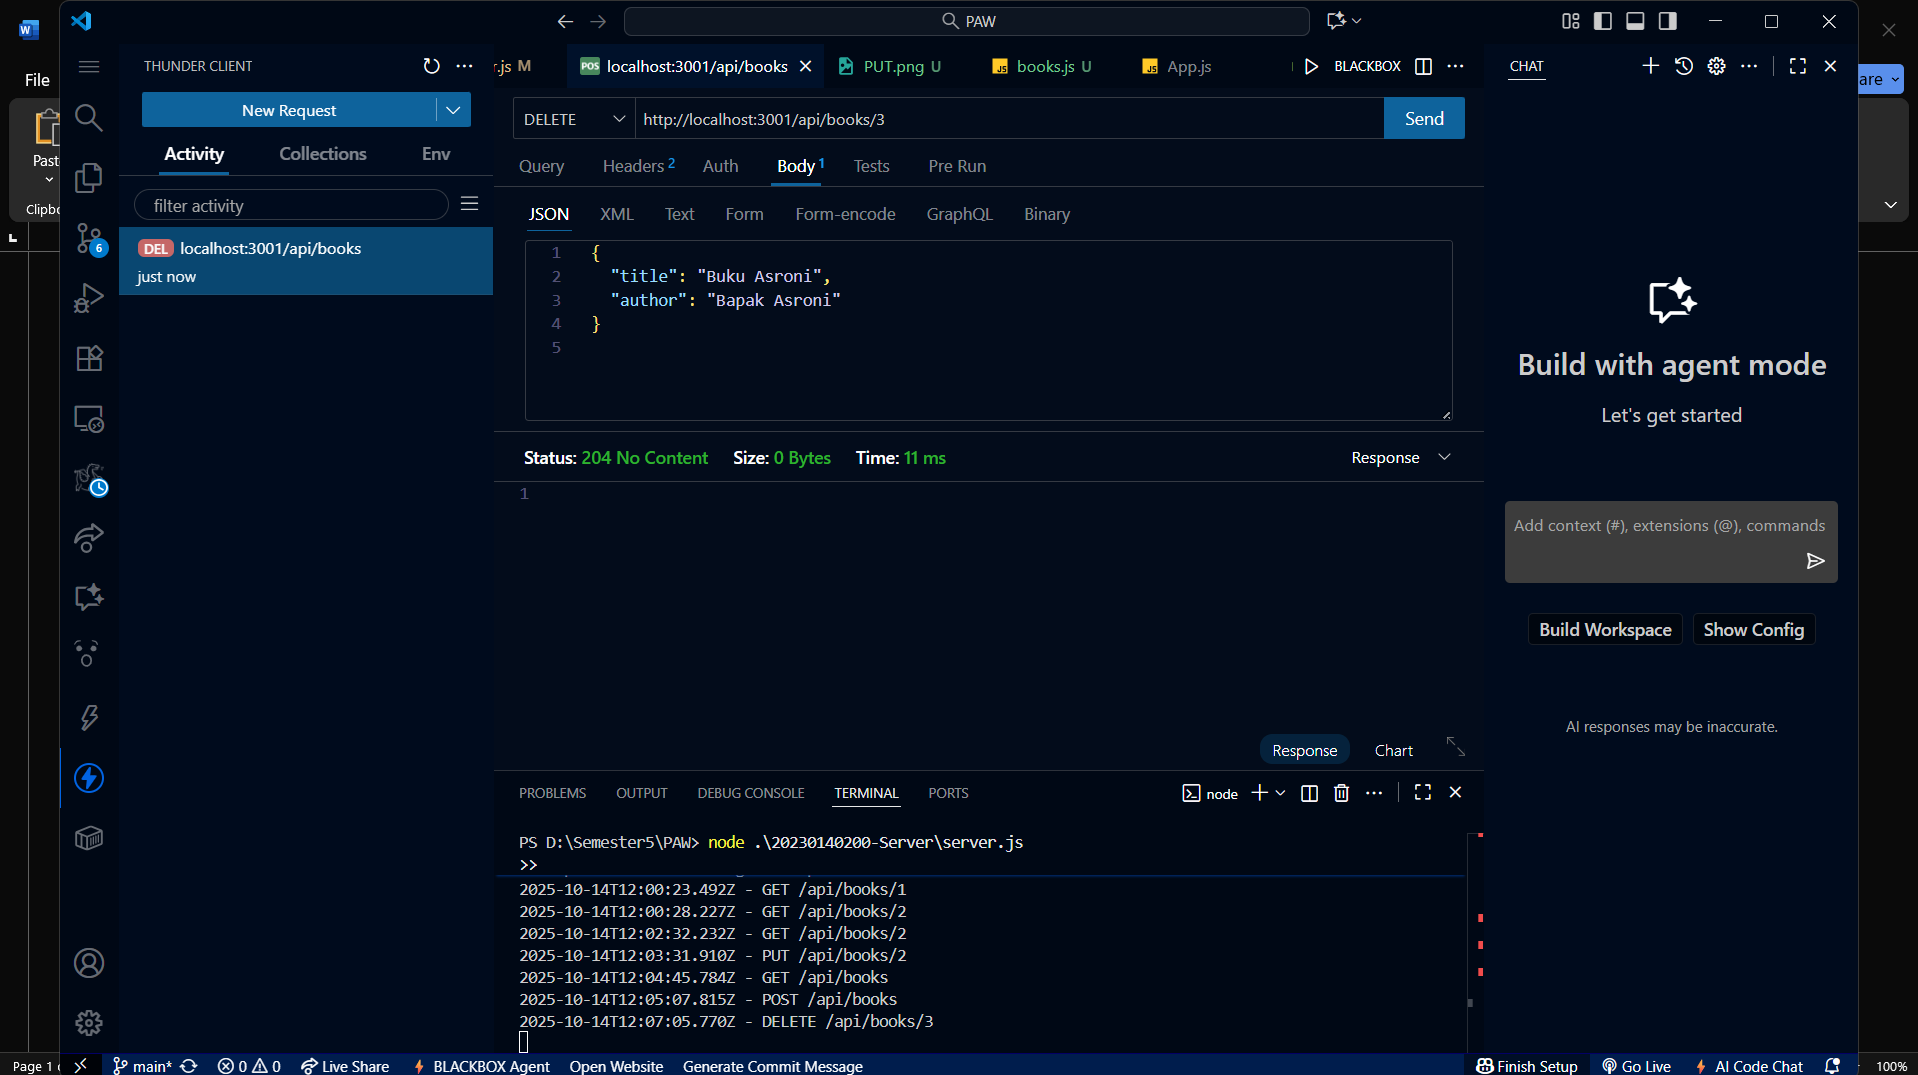 PAW
File
Past
Clipbo
Page 1
THUNDER CLIENT
New Request
Activity
Collections
Env
filter activity
DEL localhost:3001/api/books
just now
6
r.js M
POS localhost:3001/api/books
PUT.png U
JS books.js U
JS App.js
BLACKBOX
DELETE
http://localhost:3001/api/books/3
Send
Query
Headers 2
Auth
Body 1
Tests
Pre Run
JSON
XML
Text
Form
Form-encode
GraphQL
Binary
1 {
2 "title": "Buku Asroni",
3 "author": "Bapak Asroni"
4 }
5
Status: 204 No Content
Size: 0 Bytes
Time: 11 ms
Response
1
Response
Chart
PROBLEMS
OUTPUT
DEBUG CONSOLE
TERMINAL
PORTS
node
PS D:\Semester5\PAW> node .\20230140200-Server\server.js
>>
2025-10-14T12:00:23.492Z - GET /api/books/1
2025-10-14T12:00:28.227Z - GET /api/books/2
2025-10-14T12:02:32.232Z - GET /api/books/2
2025-10-14T12:03:31.910Z - PUT /api/books/2
2025-10-14T12:04:45.784Z - GET /api/books
2025-10-14T12:05:07.815Z - POST /api/books
2025-10-14T12:07:05.770Z - DELETE /api/books/3
CHAT
are
Build with agent mode
Let's get started
Add context (#), extensions (@), commands
Build Workspace
Show Config
AI responses may be inaccurate.
main*
0
0
Live Share
BLACKBOX Agent
Open Website
Generate Commit Message
Finish Setup
Go Live
AI Code Chat
100%